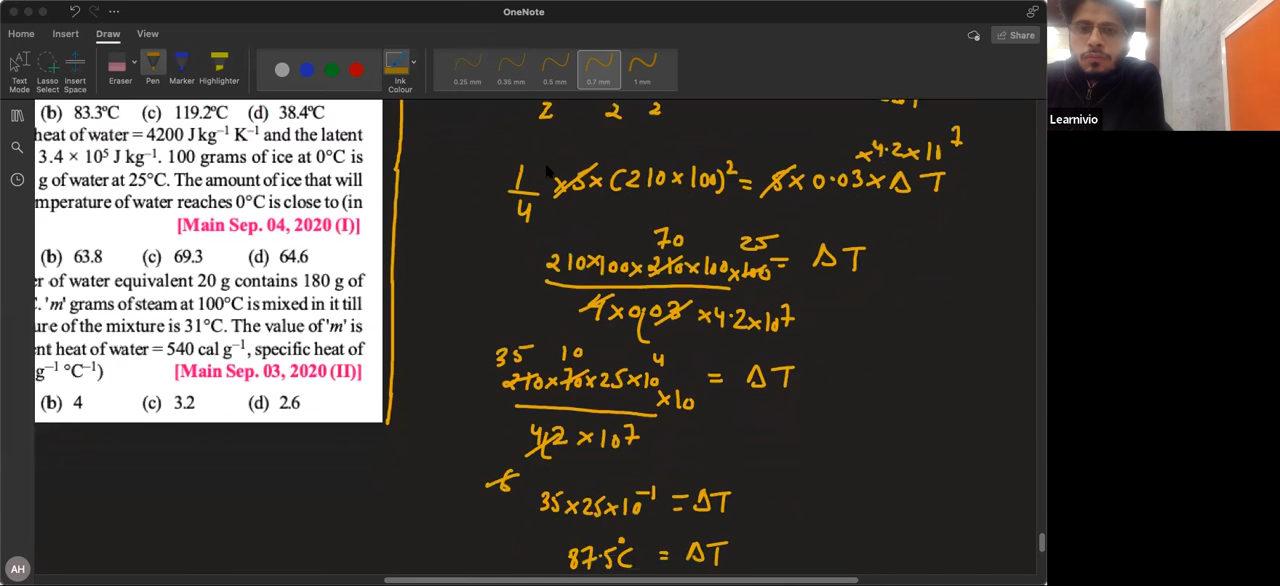 OneNote
Home Insert Draw View
Share
Text Mode
Lasso Select
Insert Space
Eraser
Pen
Marker
Highlighter
Ink Colour
0.25 mm 0.35 mm 0.5 mm 0.7 mm 1 mm
Learnivio
(b) 83.3°C (c) 119.2°C (d) 38.4°C
heat of water = 4200 J kg⁻¹ K⁻¹ and the latent
3.4 × 10⁵ J kg⁻¹. 100 grams of ice at 0°C is
g of water at 25°C. The amount of ice that will
mperature of water reaches 0°C is close to (in
[Main Sep. 04, 2020 (I)]
(b) 63.8 (c) 69.3 (d) 64.6
er of water equivalent 20 g contains 180 g of
C. 'm' grams of steam at 100°C is mixed in it till
ure of the mixture is 31°C. The value of 'm' is
nt heat of water = 540 cal g⁻¹, specific heat of
g⁻¹ °C⁻¹) [Main Sep. 03, 2020 (II)]
(b) 4 (c) 3.2 (d) 2.6
2 2 2
×4.2×10⁷
1/4 ×5×(210×100)² = 5×0.03×ΔT
70 25
210×100×210×100×100 = ΔT
4×0.03×4.2×10⁷
35 10 4
210×70×25×10 ×10 = ΔT
42×10⁷
6
35×25×10⁻¹ = ΔT
87.5°C = ΔT
AH